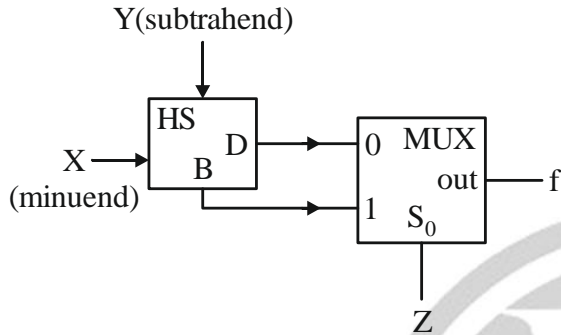 Y(subtrahend)
HS
D
B
X
(minuend)
0
MUX
out
1
S₀
f
Z